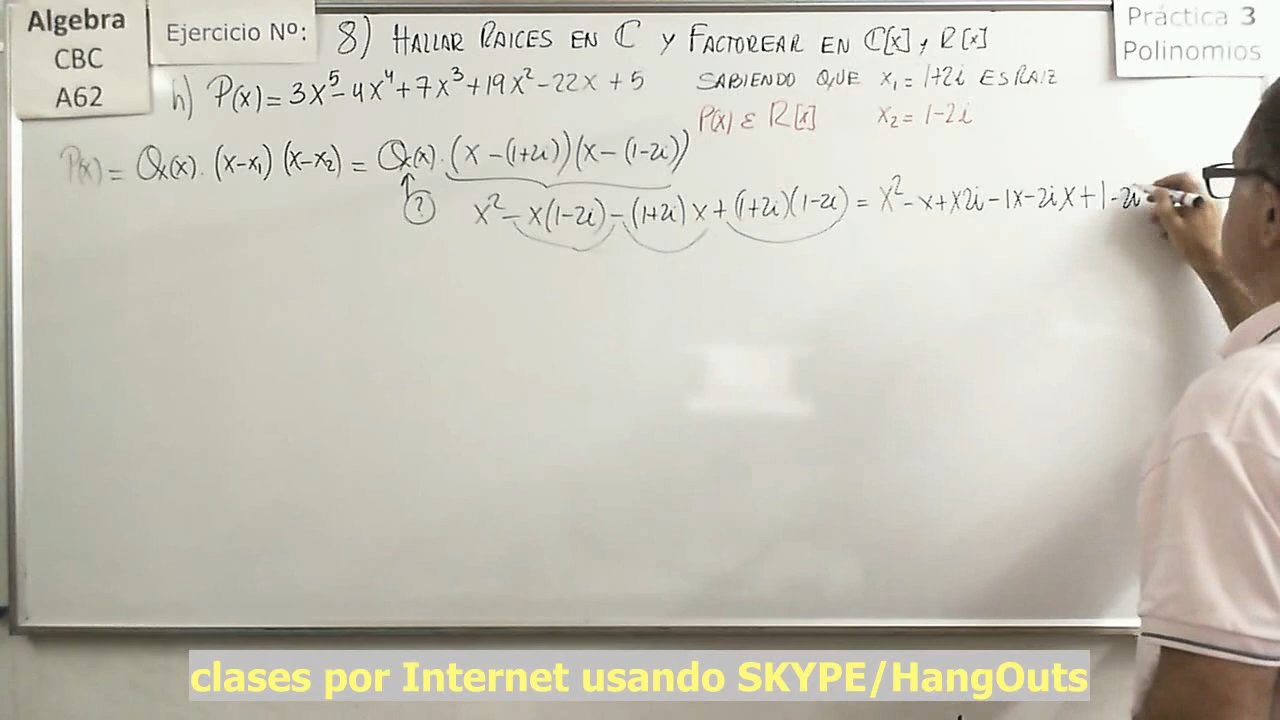 Algebra
CBC
A62
Ejercicio Nº:
8) HALLAR RAICES EN ℂ Y FACTOREAR EN ℂ[x] y R[x]
Práctica 3
Polinomios
h) P(x) = 3x⁵ - 4x⁴ + 7x³ + 19x² - 22x + 5 SABIENDO QUE x₁ = 1+2i ES RAIZ
P(x) ε R[x] x₂ = 1-2i
P(x) = Q(x). (x-x₁) (x-x₂) = Q(x). (x - (1+2i)) (x - (1-2i))
? x² - x(1-2i) - (1+2i) x + (1+2i)(1-2i) = x² - x + x2i - 1x - 2ix + 1 - 2i
clases por Internet usando SKYPE/HangOuts